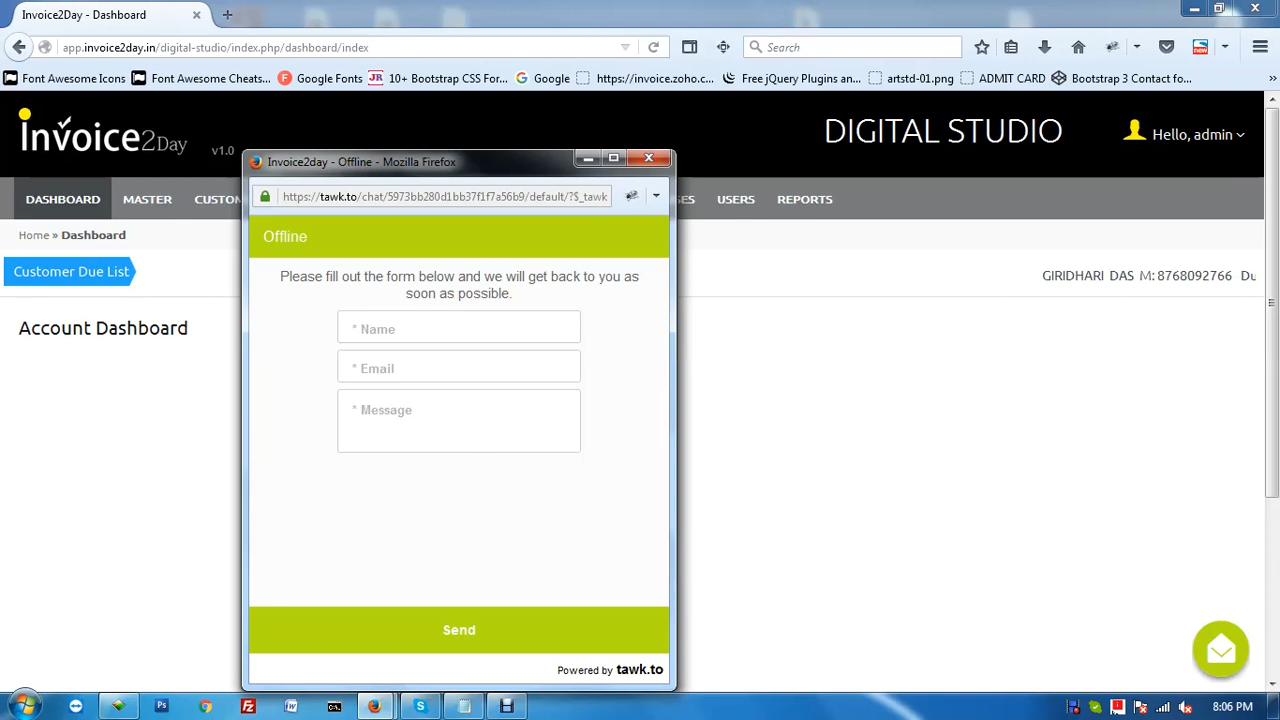 Invoice2Day - Dashboard
app.invoice2day.in/digital-studio/index.php/dashboard/index
Search
Font Awesome Icons
Font Awesome Cheats...
Google Fonts
10+ Bootstrap CSS For...
Google
https://invoice.zoho.c...
Free jQuery Plugins an...
artstd-01.png
ADMIT CARD
Bootstrap 3 Contact fo...
Invoice2Day v1.0
DIGITAL STUDIO
Hello, admin
DASHBOARD
MASTER
CUSTO
SES
USERS
REPORTS
Home » Dashboard
Customer Due List
GIRIDHARI DAS M: 8768092766 Du
Account Dashboard
Invoice2day - Offline - Mozilla Firefox
https://tawk.to/chat/5973bb280d1bb37f1f7a56b9/default/?$_tawk
Offline
Please fill out the form below and we will get back to you as
soon as possible.
* Name
* Email
* Message
Send
Powered by tawk.to
8:06 PM